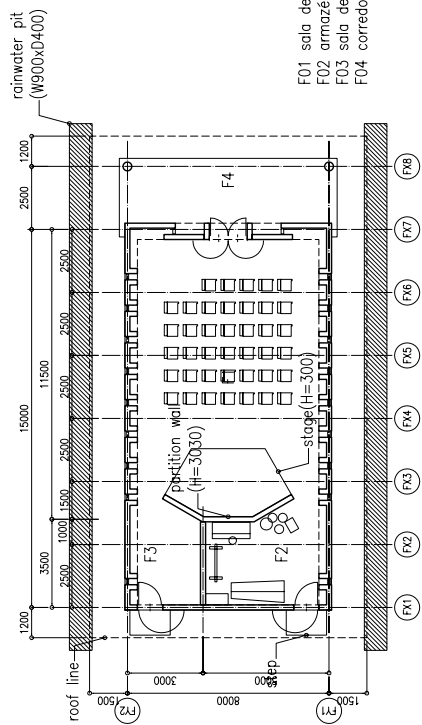 rainwater pit
(W900xD400)
F01 sala de
F02 armazé
F03 sala de
F04 corredo
1200
15000
2500
1200
3500
11500
2500
1000
1500
2500
2500
2500
2500
2500
roof line
F4
partition wall
(H=3030)
stage(H=300)
F3
F2
step
1500
3000
8000
1500
FY2
FY1
FX1
FX2
FX3
FX4
FX5
FX6
FX7
FX8